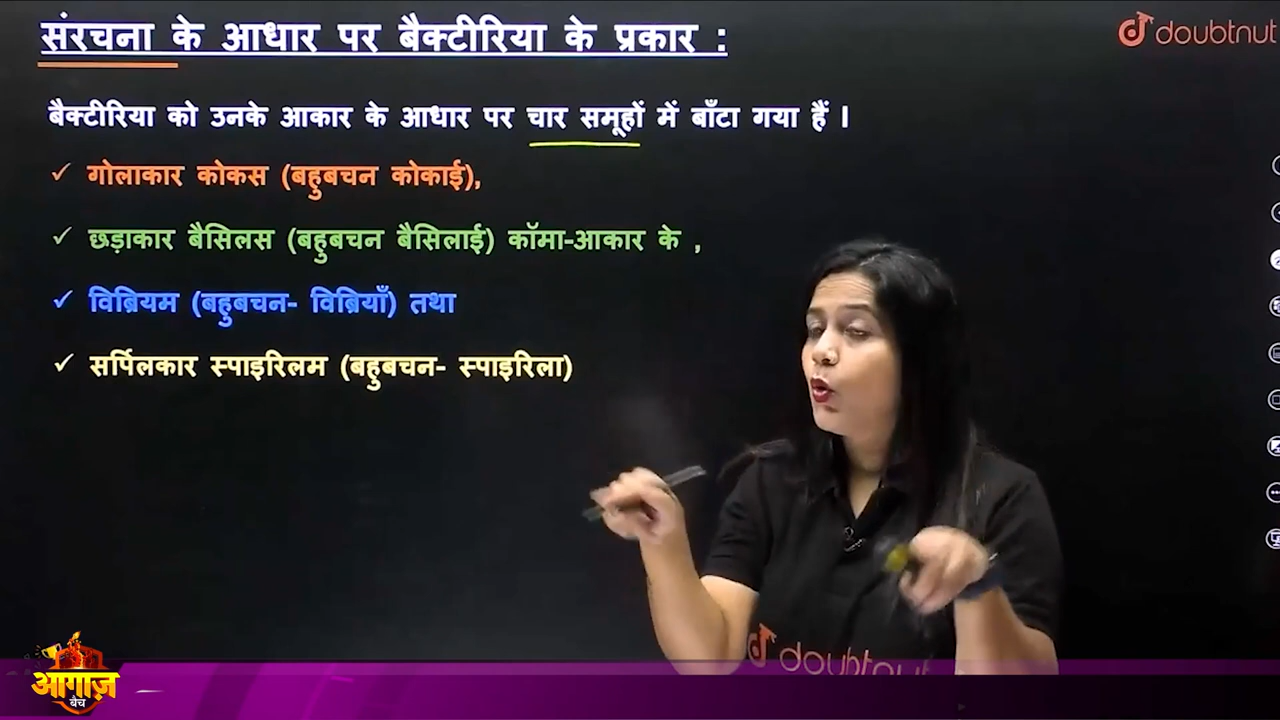 संरचना के आधार पर बैक्टीरिया के प्रकार :
doubtnut
बैक्टीरिया को उनके आकार के आधार पर चार समूहों में बाँटा गया हैं ।
✓ गोलाकार कोकस (बहुबचन कोकाई),
✓ छड़ाकार बैसिलस (बहुबचन बैसिलाई) कॉमा-आकार के ,
✓ विब्रियम (बहुबचन- विब्रियाँ) तथा
✓ सर्पिलकार स्पाइरिलम (बहुबचन- स्पाइरिला)
doubtnut
आगाज़
बैच